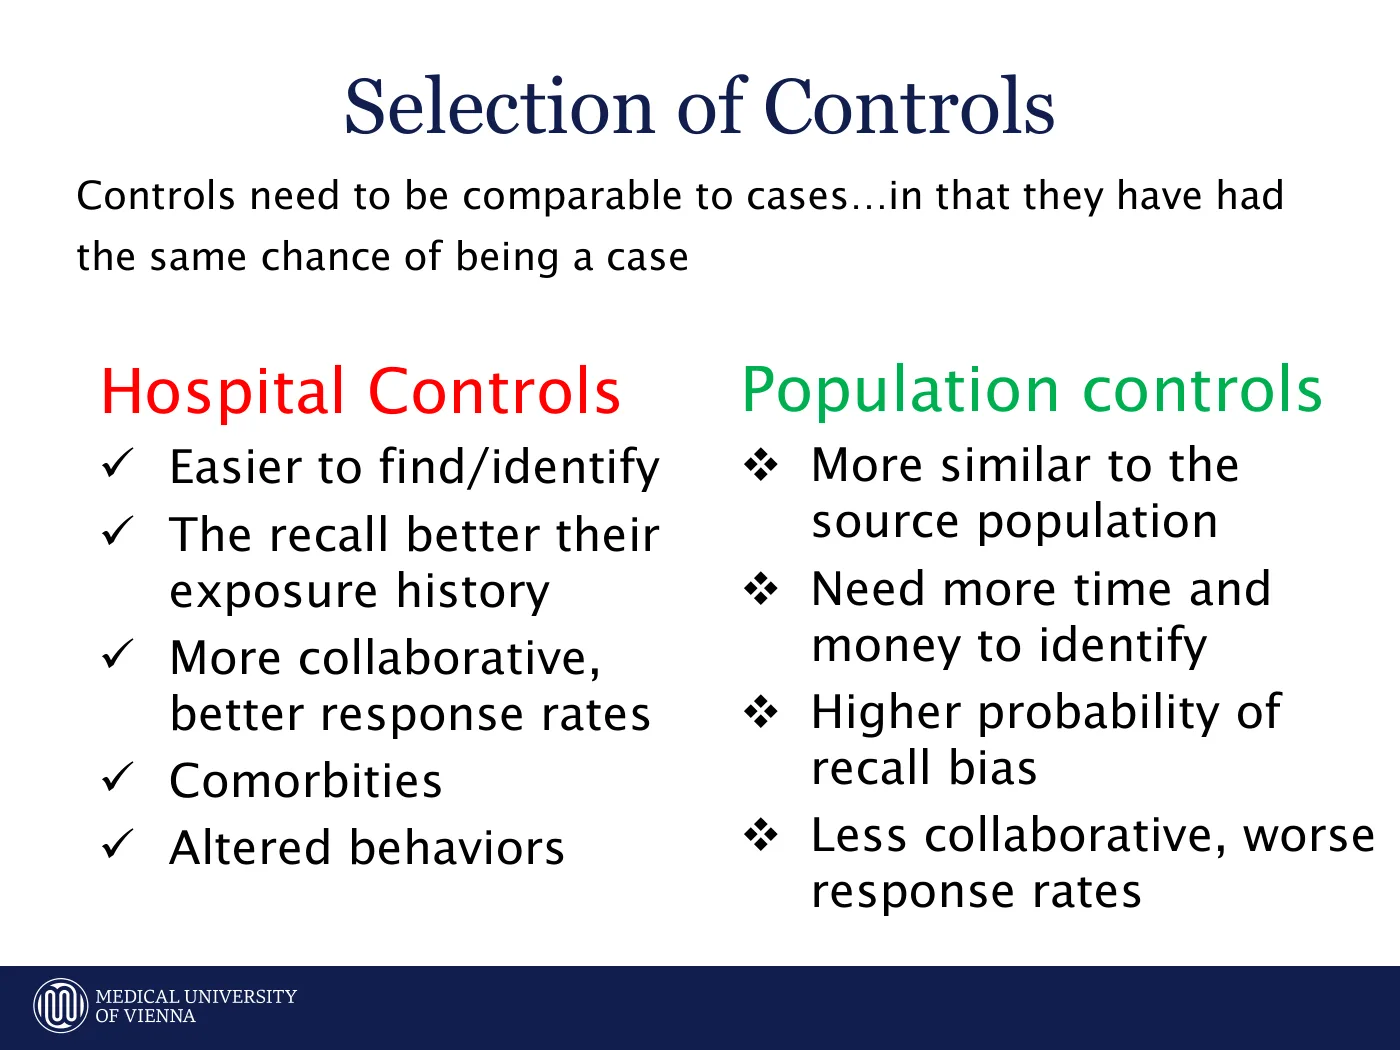 Selection of Controls
Controls need to be comparable to cases…in that they have had
the same chance of being a case
Hospital Controls
✓ Easier to find/identify
✓ The recall better their
exposure history
✓ More collaborative,
better response rates
✓ Comorbities
✓ Altered behaviors
Population controls
❖ More similar to the
source population
❖ Need more time and
money to identify
❖ Higher probability of
recall bias
❖ Less collaborative, worse
response rates
MEDICAL UNIVERSITY
OF VIENNA